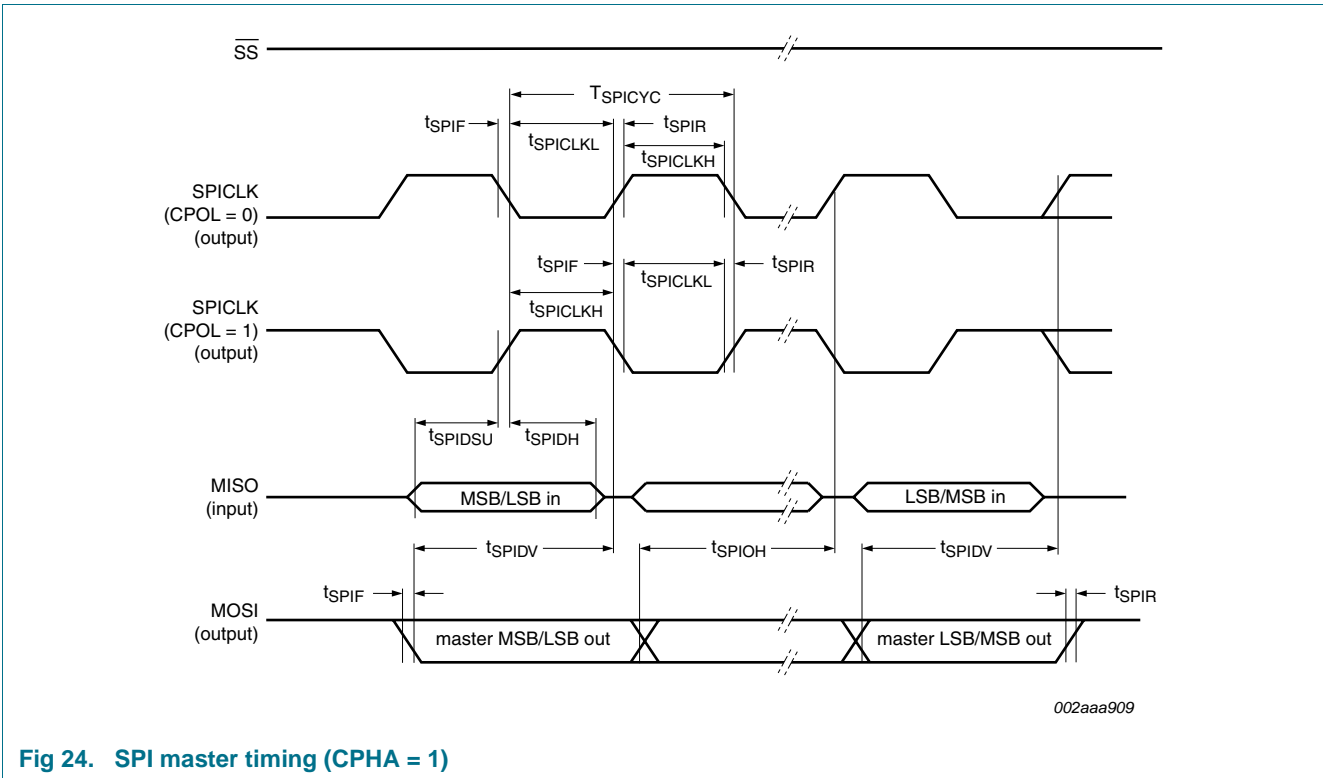 SS
TSPICYC
tSPIF
tSPICLKL
tSPIR
tSPICLKH
SPICLK
(CPOL = 0)
(output)
tSPIF
tSPICLKL
tSPIR
tSPICLKH
SPICLK
(CPOL = 1)
(output)
tSPIDSU
tSPIDH
MISO
(input)
MSB/LSB in
LSB/MSB in
tSPIDV
tSPIOH
tSPIDV
tSPIF
tSPIR
MOSI
(output)
master MSB/LSB out
master LSB/MSB out
002aaa909
Fig 24. SPI master timing (CPHA = 1)